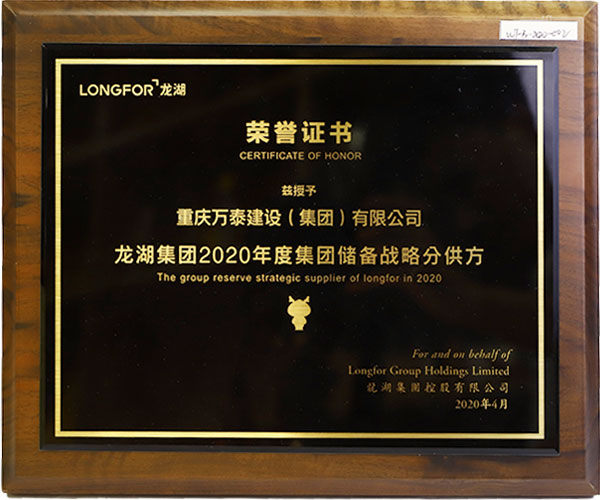 LONGFOR 龙湖
荣誉证书
CERTIFICATE OF HONOR
兹授予
重庆万泰建设（集团）有限公司
龙湖集团2020年度集团储备战略分供方
The group reserve strategic supplier of longfor in 2020
For and on behalf of
Longfor Group Holdings Limited
龍湖集團控股有限公司
2020年4月